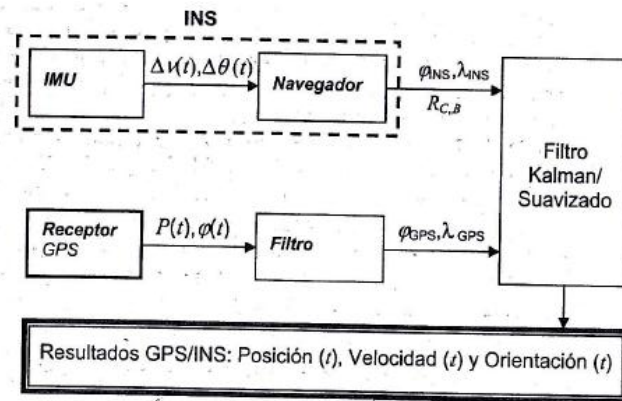 INS
IMU
Δν(t),Δθ(t)
Navegador
φINS,λINS
RC,B
Filtro
Kalman/
Suavizado
Receptor
GPS
P(t),φ(t)
Filtro
φGPS,λGPS
Resultados GPS/INS: Posición (t), Velocidad (t) y Orientación (t)